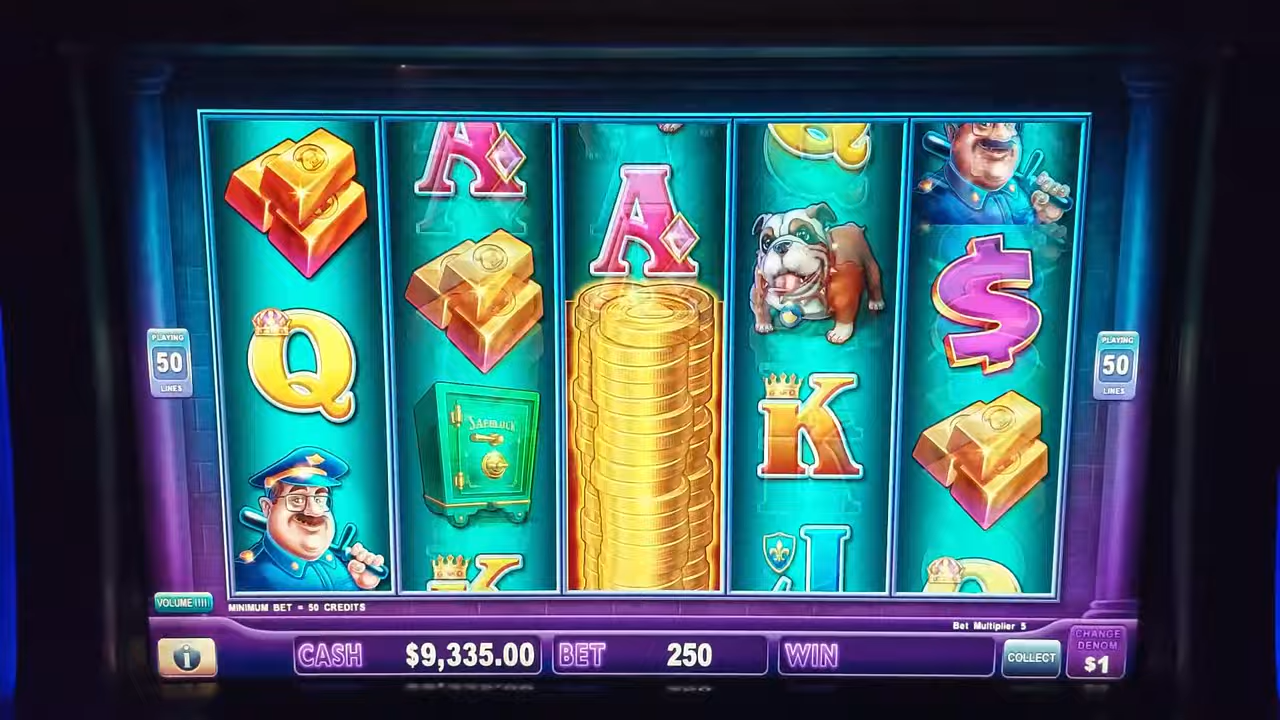 A
A
Q
SAFELOCK
K
K
J
$
Q
Q
PLAYING
50
LINES
PLAYING
50
LINES
VOLUME !!!!
MINIMUM BET = 50 CREDITS
Bet Multiplier 5
i
CASH $9,335.00
BET 250
WIN
COLLECT
CHANGE
DENOM
$1